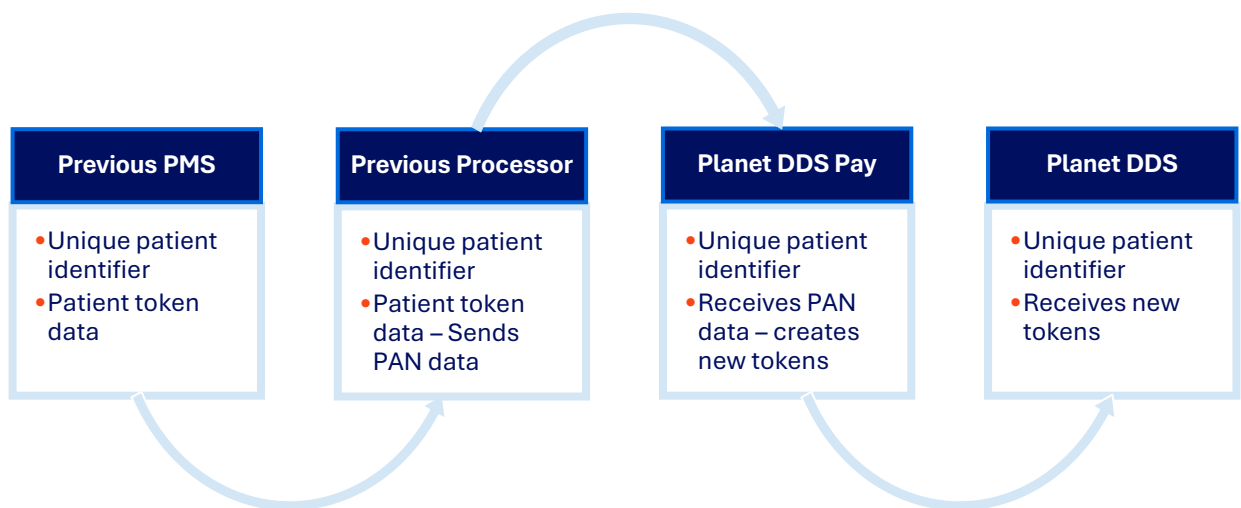 Previous PMS
•Unique patient
identifier
•Patient token
data
Previous Processor
•Unique patient
identifier
•Patient token
data – Sends
PAN data
Planet DDS Pay
•Unique patient
identifier
•Receives PAN
data – creates
new tokens
Planet DDS
•Unique patient
identifier
•Receives new
tokens